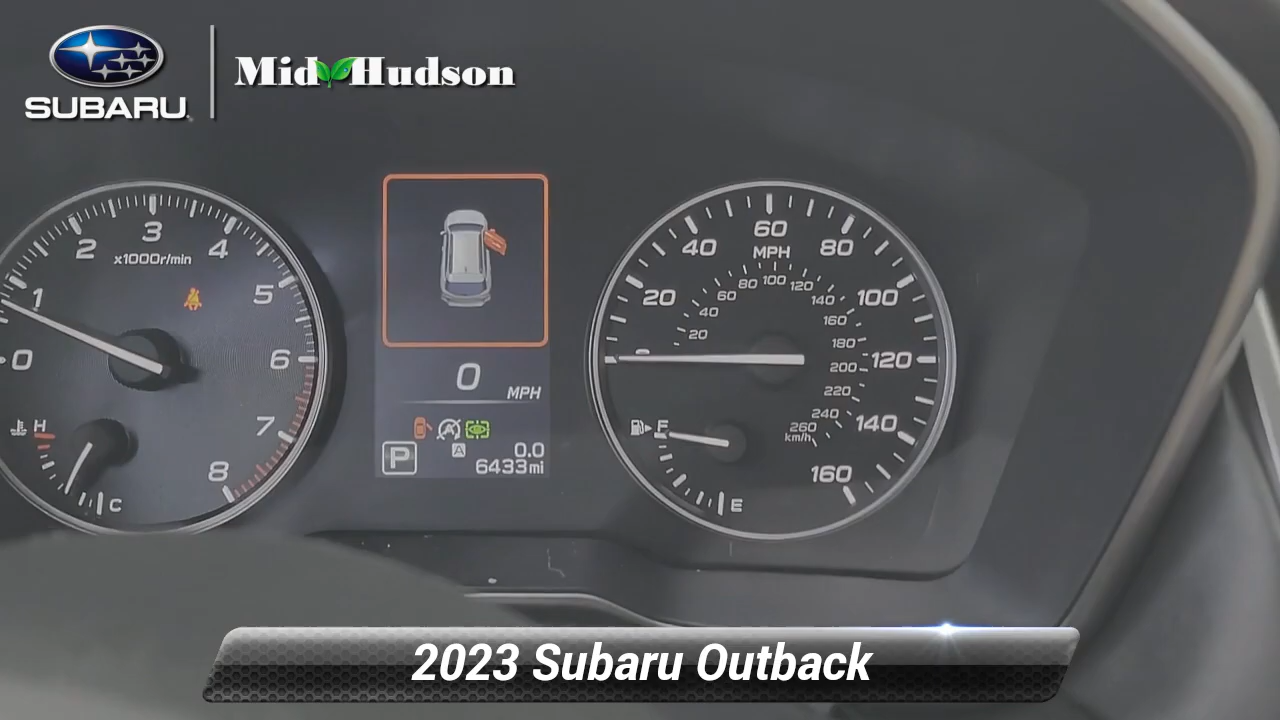 SUBARU
Mid Hudson
0 1 2 3 4 5 6 7 8
x1000r/min
H
C
0 MPH
A
0.0
P
6433mi
20 40 60 80 100 120 140 160
MPH
20 40 60 80 100 120 140 160 180 200 220 240 260
km/h
F
E
2023 Subaru Outback